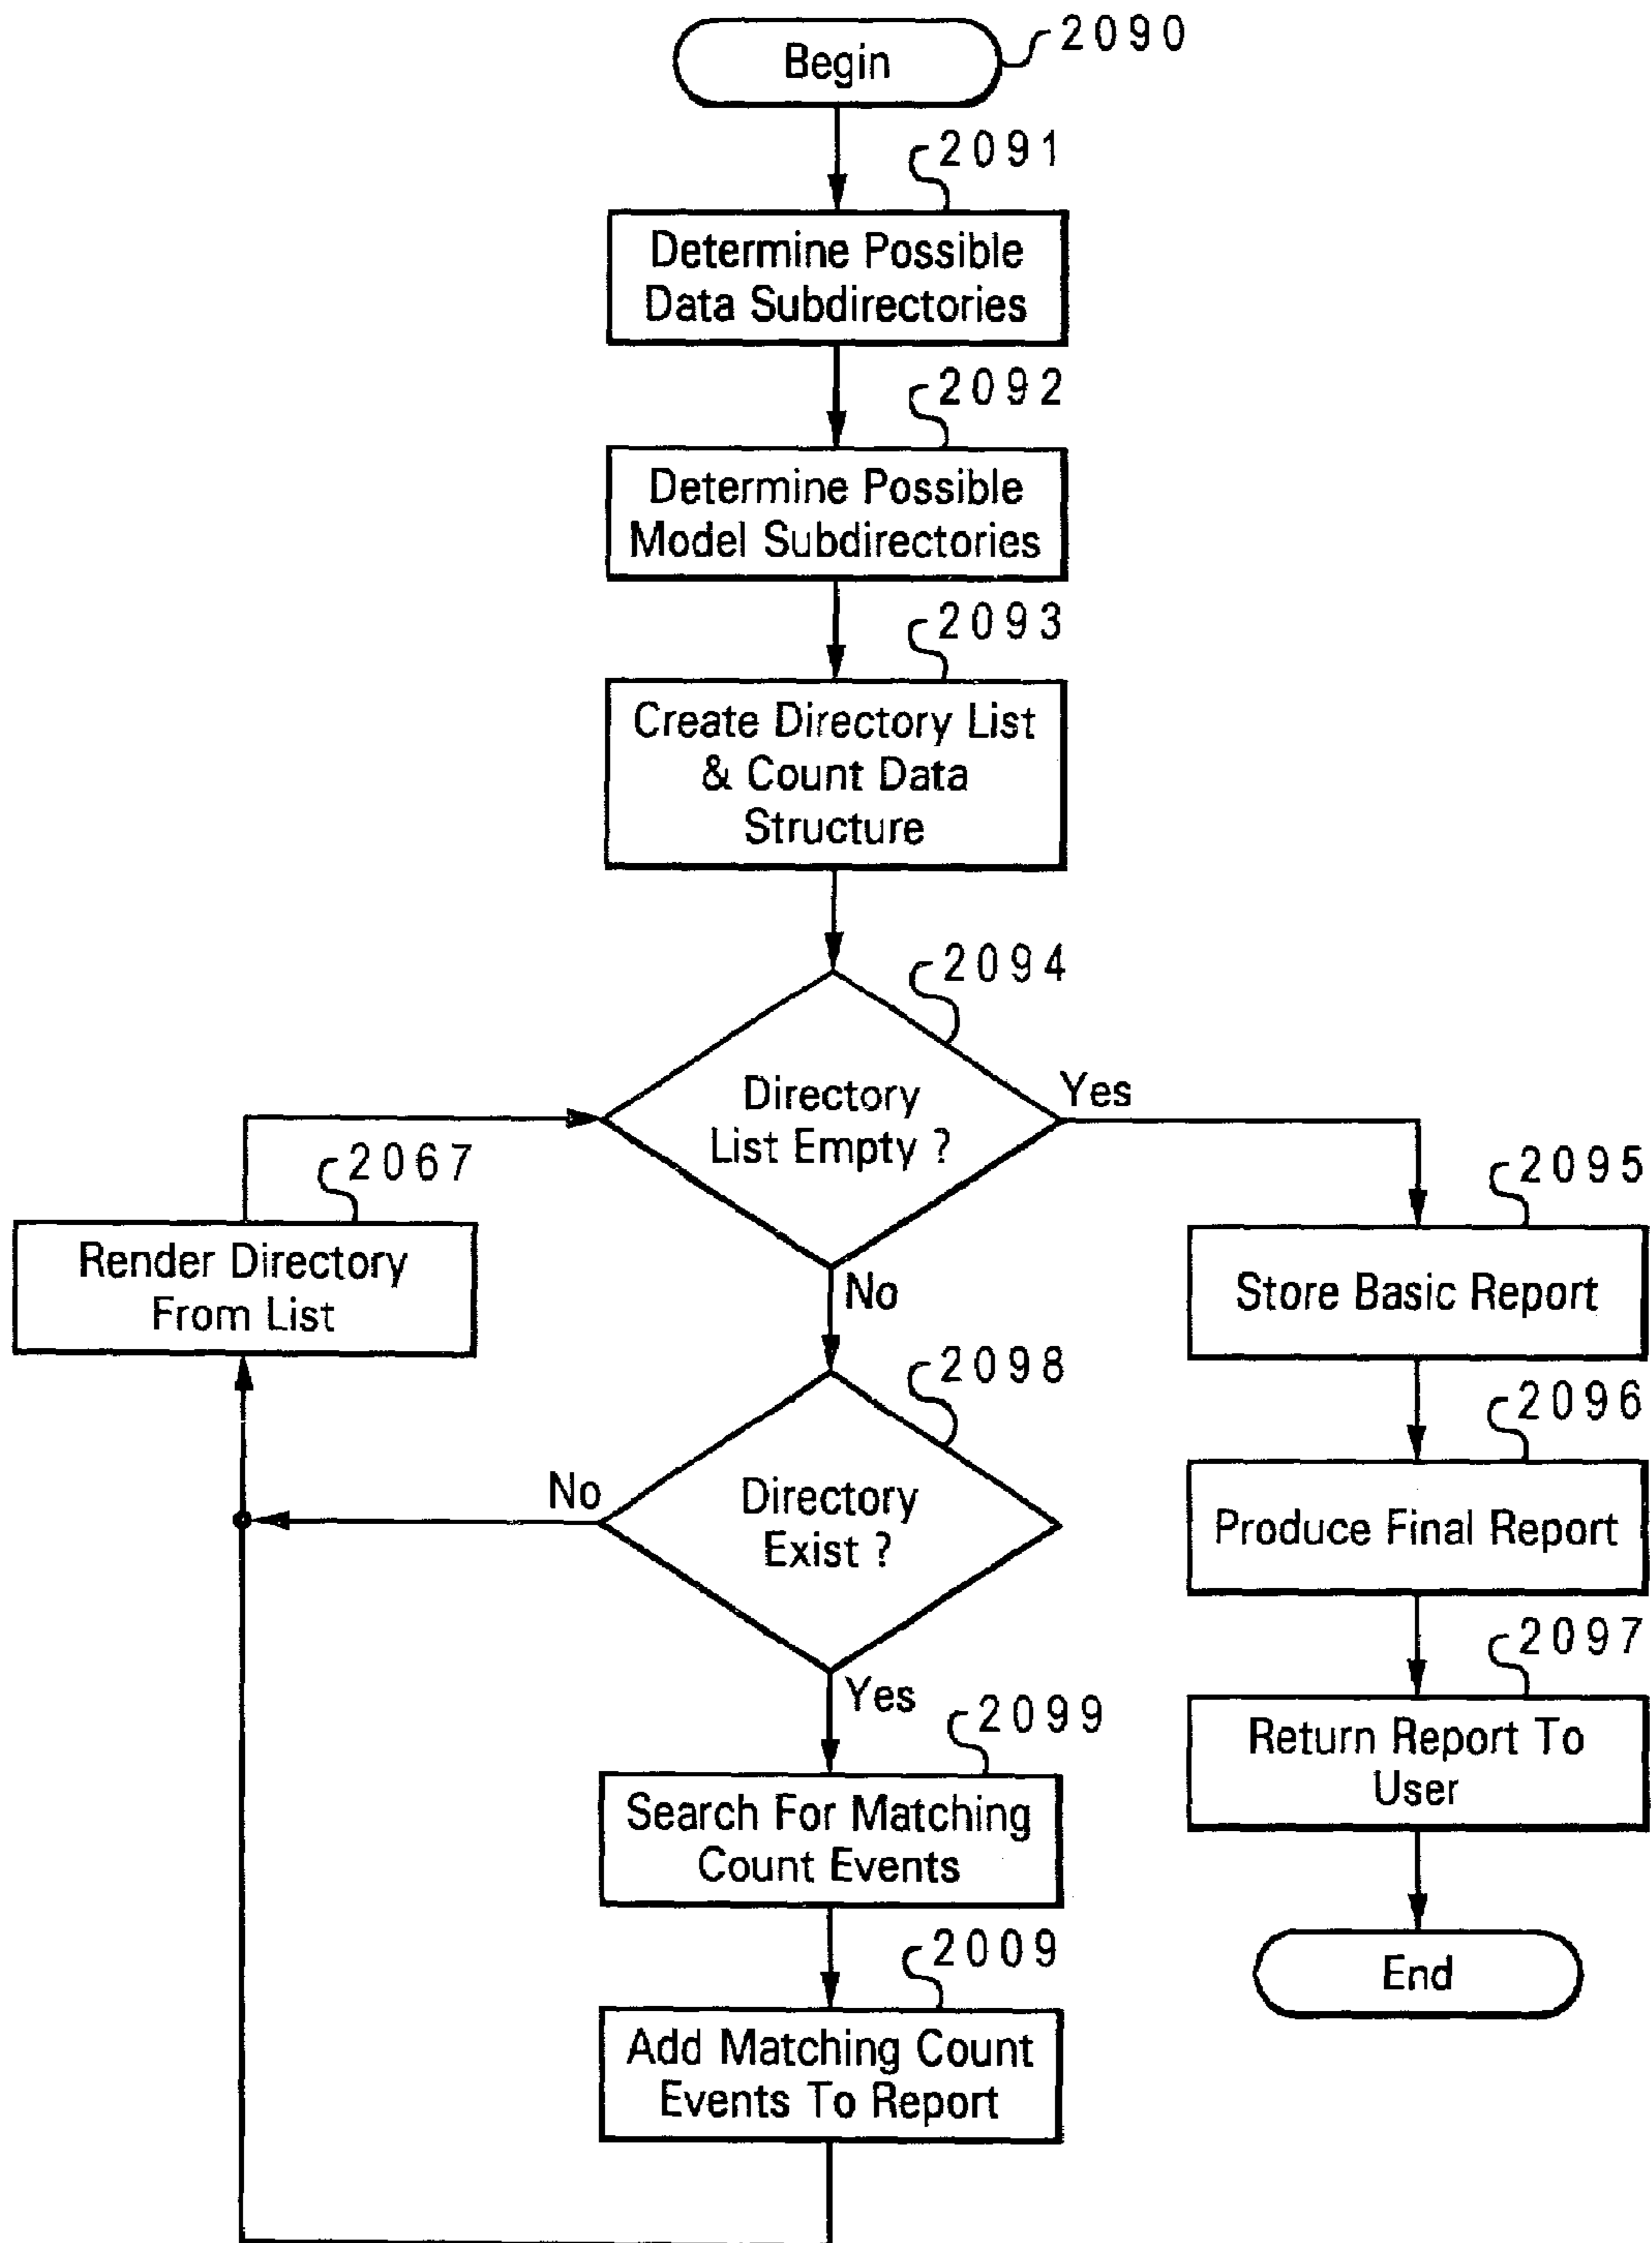 Begin
2090
2091
Determine Possible
Data Subdirectories
2092
Determine Possible
Model Subdirectories
2093
Create Directory List
& Count Data
Structure
2094
Directory
List Empty ?
Yes
No
2067
Render Directory
From List
2095
Store Basic Report
2098
Directory
Exist ?
No
Yes
2096
Produce Final Report
2097
Return Report To
User
2099
Search For Matching
Count Events
2009
Add Matching Count
Events To Report
End